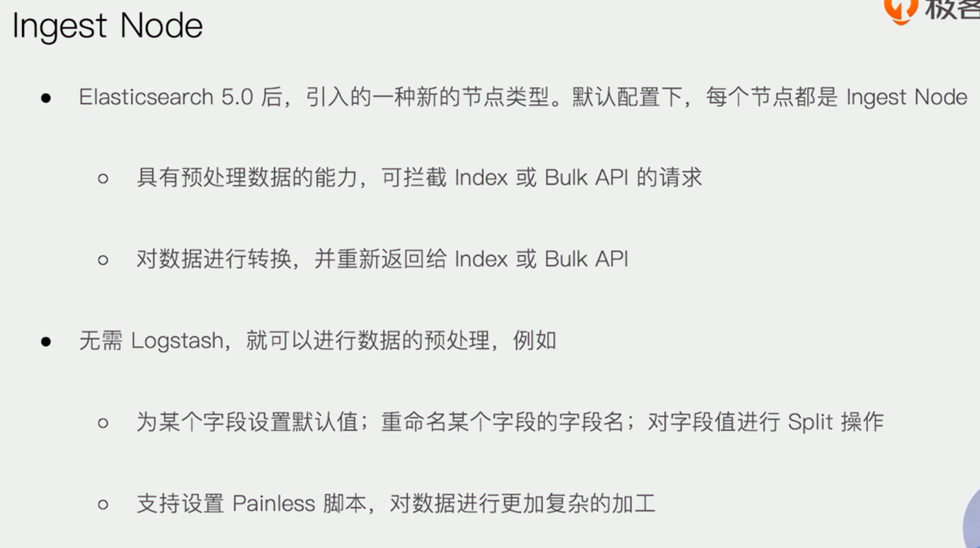 Ingest Node
极客
Elasticsearch 5.0 后，引入的一种新的节点类型。默认配置下，每个节点都是 Ingest Node
具有预处理数据的能力，可拦截 Index 或 Bulk API 的请求
对数据进行转换，并重新返回给 Index 或 Bulk API
无需 Logstash，就可以进行数据的预处理，例如
为某个字段设置默认值；重命名某个字段的字段名；对字段值进行 Split 操作
支持设置 Painless 脚本，对数据进行更加复杂的加工